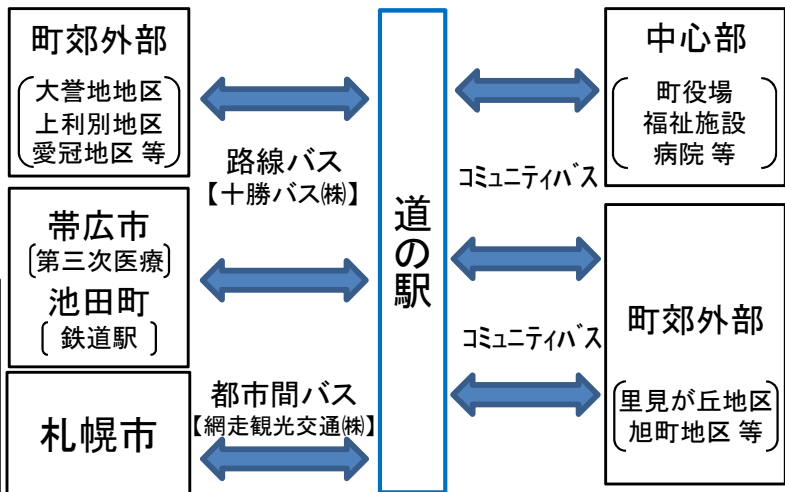 町郊外部
大誉地地区
上利別地区
愛冠地区 等
路線バス
【十勝バス㈱】
帯広市
［第三次医療］
池田町
［ 鉄道駅 ］
都市間バス
【網走観光交通㈱】
札幌市
道の駅
中心部
町役場
福祉施設
病院 等
ｺﾐｭﾆﾃｨﾊﾞｽ
ｺﾐｭﾆﾃｨﾊﾞｽ
町郊外部
里見が丘地区
旭町地区 等